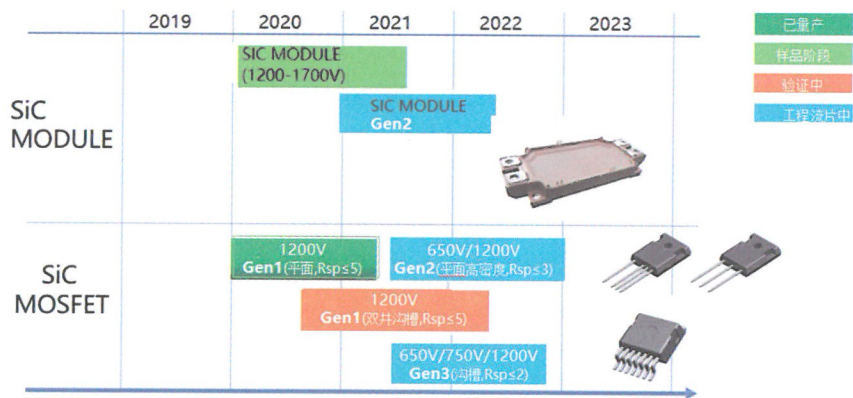 2019 2020 2021 2022 2023
已量产
样品阶段
验证中
工程流片中
SiC
MODULE
SIC MODULE
(1200-1700V)
SIC MODULE
Gen2
SiC
MOSFET
1200V
Gen1(平面,Rsp≤5)
650V/1200V
Gen2(平面高密度,Rsp≤3)
1200V
Gen1(双井沟槽,Rsp≤5)
650V/750V/1200V
Gen3(沟槽,Rsp≤2)